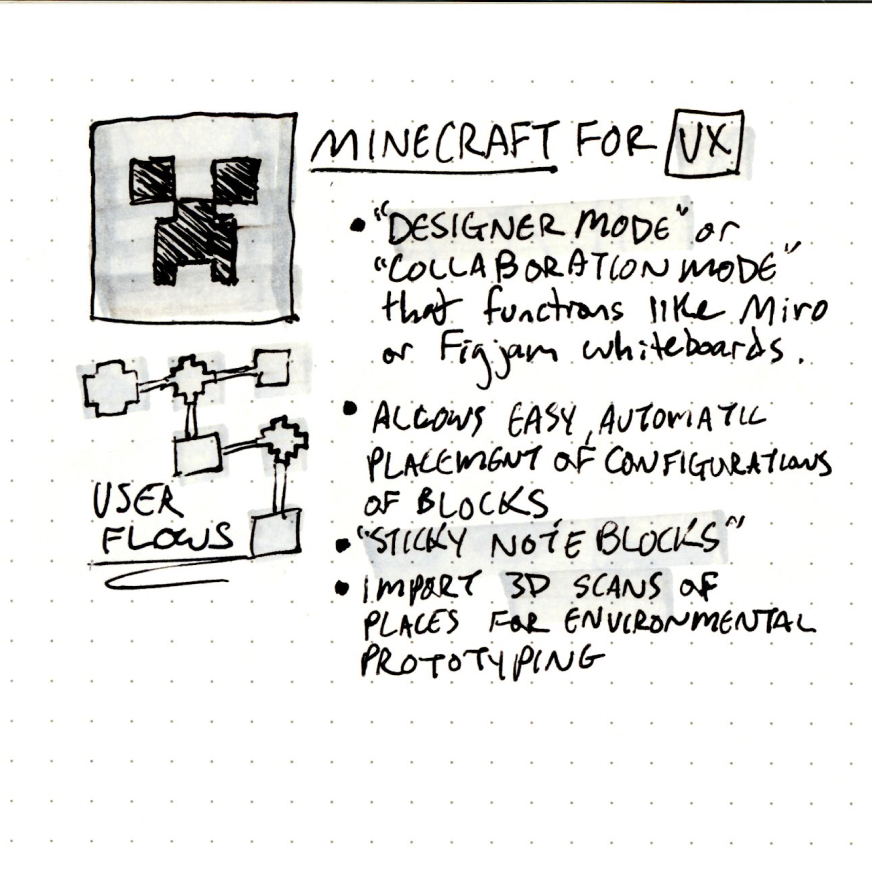 MINECRAFT FOR UX
• "DESIGNER MODE" or
"COLLABORATION MODE"
that functions like Miro
or Figjam whiteboards.
• ALLOWS EASY, AUTOMATIC
PLACEMENT OF CONFIGURATIONS
OF BLOCKS
• "STICKY NOTE BLOCKS"
• IMPORT 3D SCANS OF
PLACES FOR ENVIRONMENTAL
PROTOTYPING
USER
FLOWS